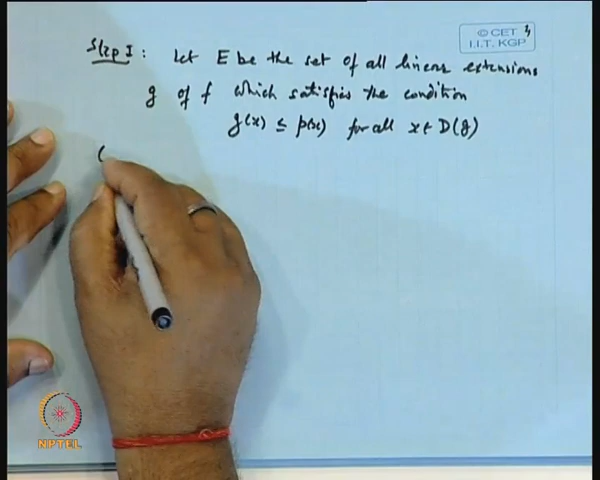 © CET
I.I.T. KGP
Step I : Let E be the set of all linear extensions
g of f which satisfies the condition
g(x) ≤ p(x) for all x ∈ D(g)
(
NPTEL